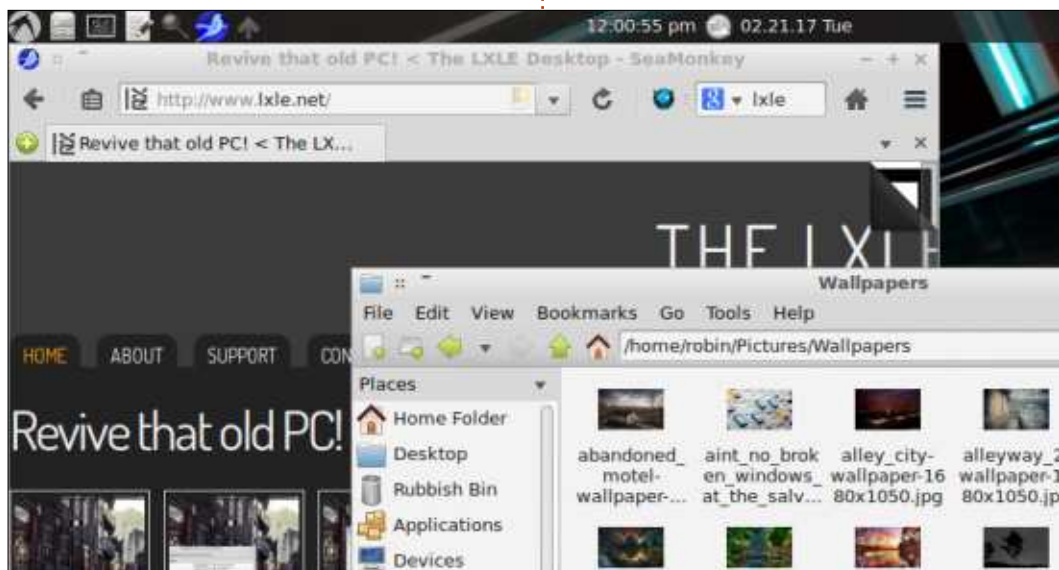 12:00:55 pm 02.21.17 Tue
Revive that old PC! < The LXLE Desktop - SeaMonkey
http://www.lxle.net/
lxle
Revive that old PC! < The LX...
THE LXLE
Wallpapers
File Edit View Bookmarks Go Tools Help
/home/robin/Pictures/Wallpapers
HOME ABOUT SUPPORT CON
Places
Home Folder
Desktop
Rubbish Bin
Applications
Devices
Revive that old PC!
abandoned_
motel-
wallpaper-...
aint_no_brok
en_windows_
at_the_salv...
alley_city-
wallpaper-16
80x1050.jpg
alleyway_2
wallpaper-1
80x1050.jp